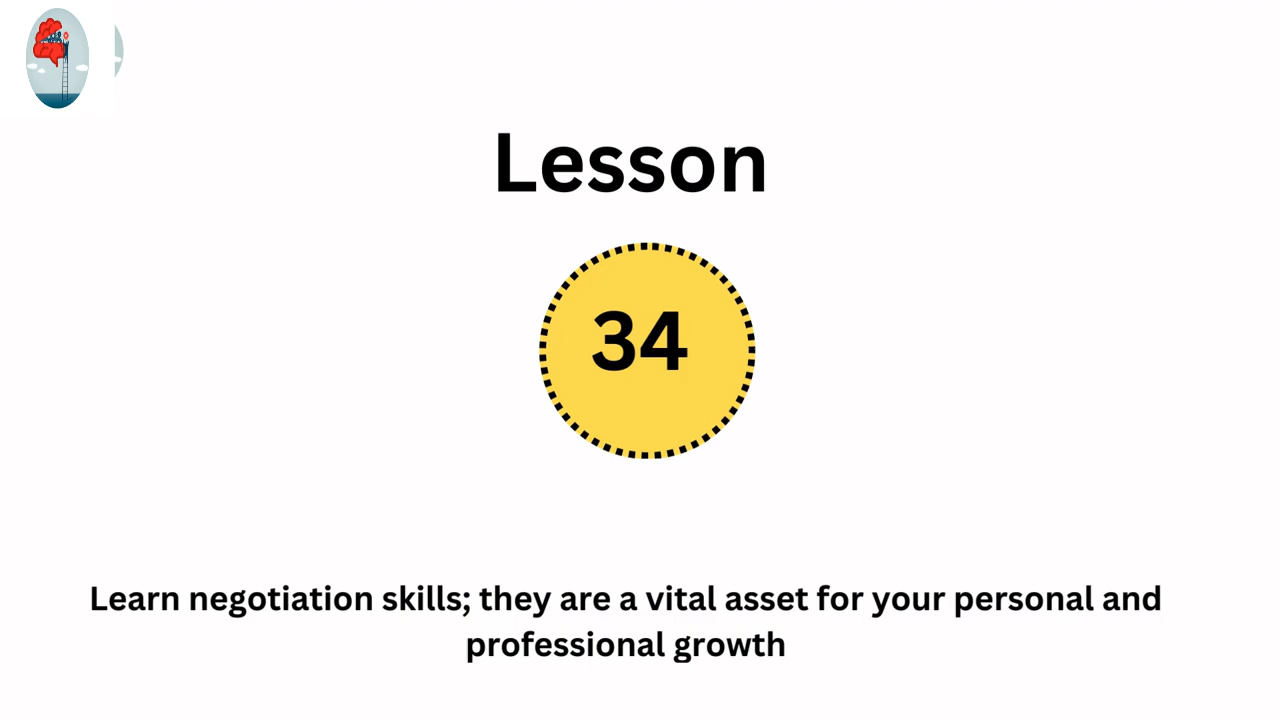 Lesson
34
Learn negotiation skills; they are a vital asset for your personal and
professional growth